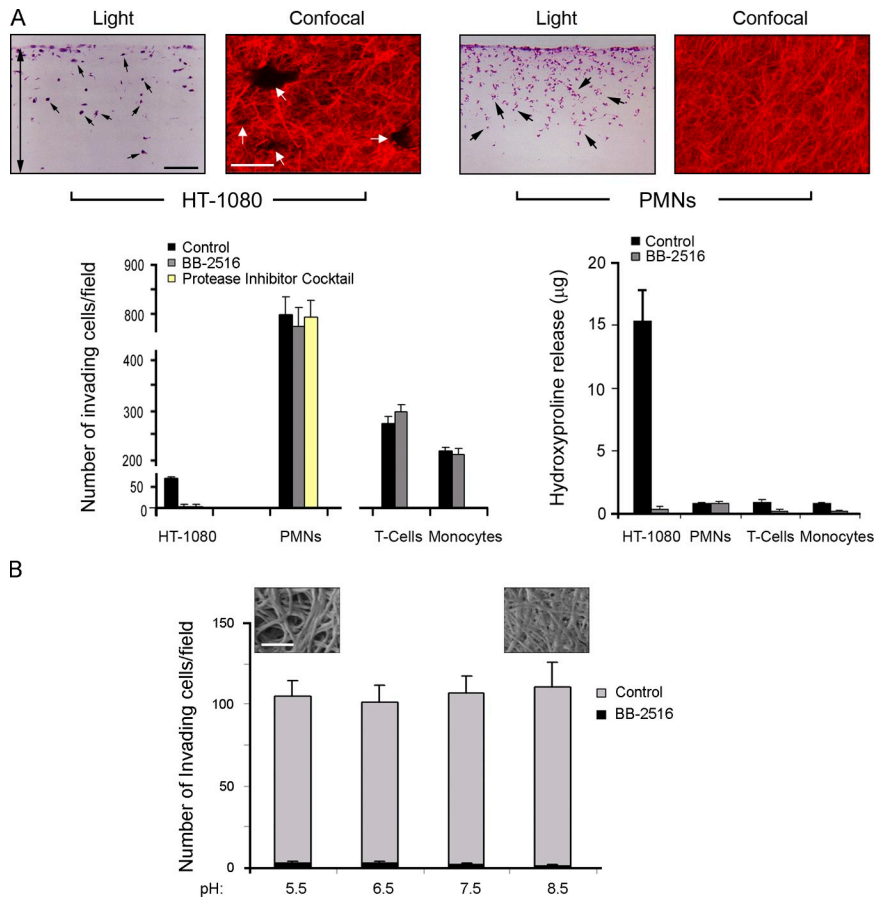 A
Light
Confocal
Light
Confocal
HT-1080
PMNs
Control
BB-2516
Protease Inhibitor Cocktail
Number of invading cells/field
900
800
400
300
200
50
0
HT-1080
PMNs
T-Cells
Monocytes
Control
BB-2516
Hydroxyproline release (μg)
20
15
10
5
0
HT-1080
PMNs
T-Cells
Monocytes
B
Number of Invading cells/field
150
100
50
0
Control
BB-2516
pH:
5.5
6.5
7.5
8.5